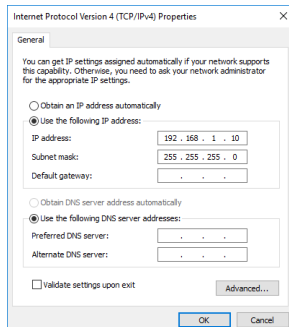 Internet Protocol Version 4 (TCP/IPv4) Properties
General
You can get IP settings assigned automatically if your network supports
this capability. Otherwise, you need to ask your network administrator
for the appropriate IP settings.
Obtain an IP address automatically
Use the following IP address:
IP address: 192 . 168 . 1 . 10
Subnet mask: 255 . 255 . 255 . 0
Default gateway: . . .
Obtain DNS server address automatically
Use the following DNS server addresses:
Preferred DNS server: . . .
Alternate DNS server: . . .
Validate settings upon exit
Advanced...
OK Cancel